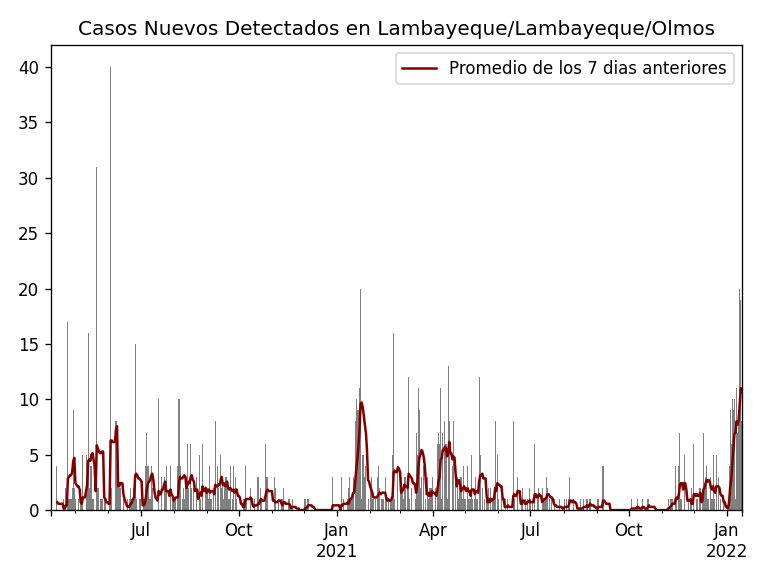 Casos Nuevos Detectados en Lambayeque/Lambayeque/Olmos
Promedio de los 7 dias anteriores
40
35
30
25
20
15
10
5
0
Jul
Oct
Jan
2021
Apr
Jul
Oct
Jan
2022